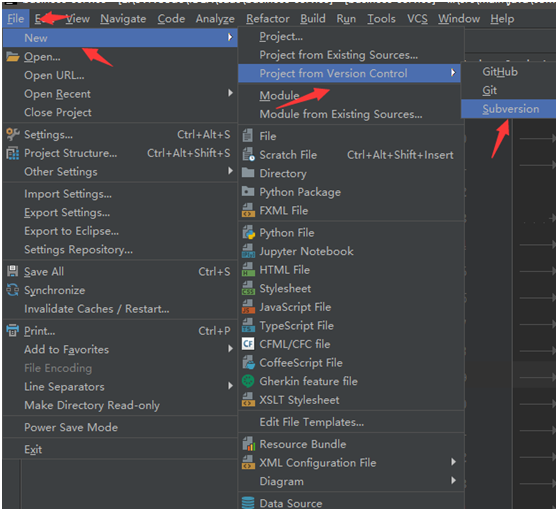 File E View Navigate Code Analyze Refactor Build Run Tools VCS Window Help
New
Open...
Open URL...
Open Recent
Close Project
Settings... Ctrl+Alt+S
Project Structure... Ctrl+Alt+Shift+S
Other Settings
Import Settings...
Export Settings...
Export to Eclipse...
Settings Repository...
Save All Ctrl+S
Synchronize
Invalidate Caches / Restart...
Print... Ctrl+P
Add to Favorites
File Encoding
Line Separators
Make Directory Read-only
Power Save Mode
Exit
Project...
Project from Existing Sources...
Project from Version Control
Module...
Module from Existing Sources...
File
Scratch File Ctrl+Alt+Shift+Insert
Directory
Python Package
FXML File
Python File
Jupyter Notebook
HTML File
Stylesheet
CSS
JavaScript File
TypeScript File
CF CFML/CFC file
CoffeeScript File
Gherkin feature file
XSLT Stylesheet
Edit File Templates...
Resource Bundle
XML Configuration File
Diagram
Data Source
GitHub
Git
Subversion